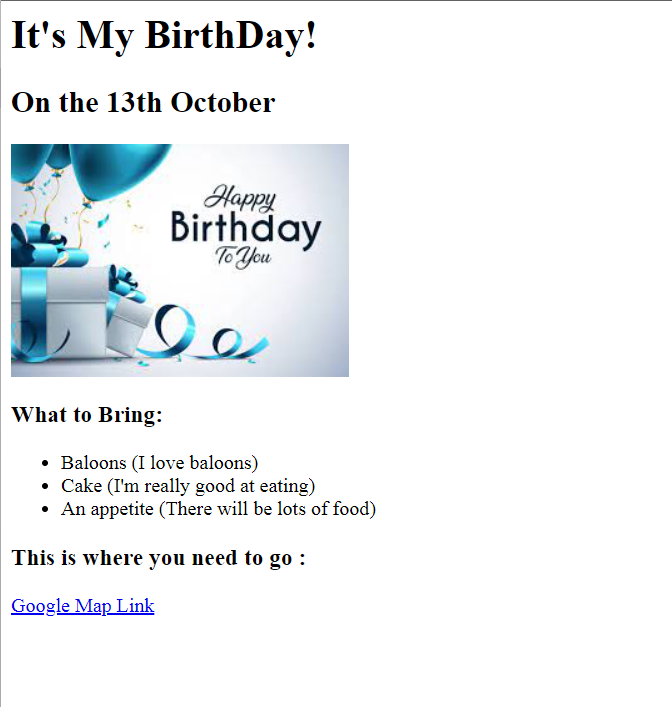 It's My BirthDay!
On the 13th October
Happy
Birthday
To You
What to Bring:
Baloons (I love baloons)
Cake (I'm really good at eating)
An appetite (There will be lots of food)
This is where you need to go :
Google Map Link